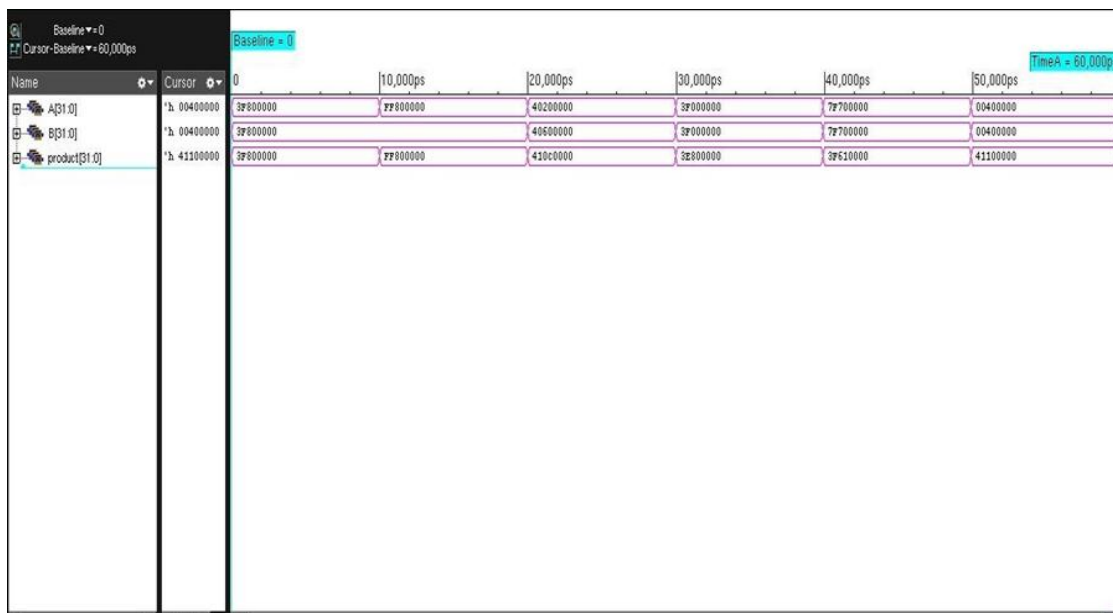 Baseline▼=0
Cursor-Baseline▼=60,000ps
Baseline = 0
TimeA = 60,000p
Name Cursor 0 10,000ps 20,000ps 30,000ps 40,000ps 50,000ps
A[31:0] 'h 00400000 3F800000 FF800000 40200000 3F000000 7F700000 00400000
B[31:0] 'h 00400000 3F800000 40600000 3F000000 7F700000 00400000
product[31:0] 'h 41100000 3F800000 FF800000 410C0000 3E800000 3F610000 41100000